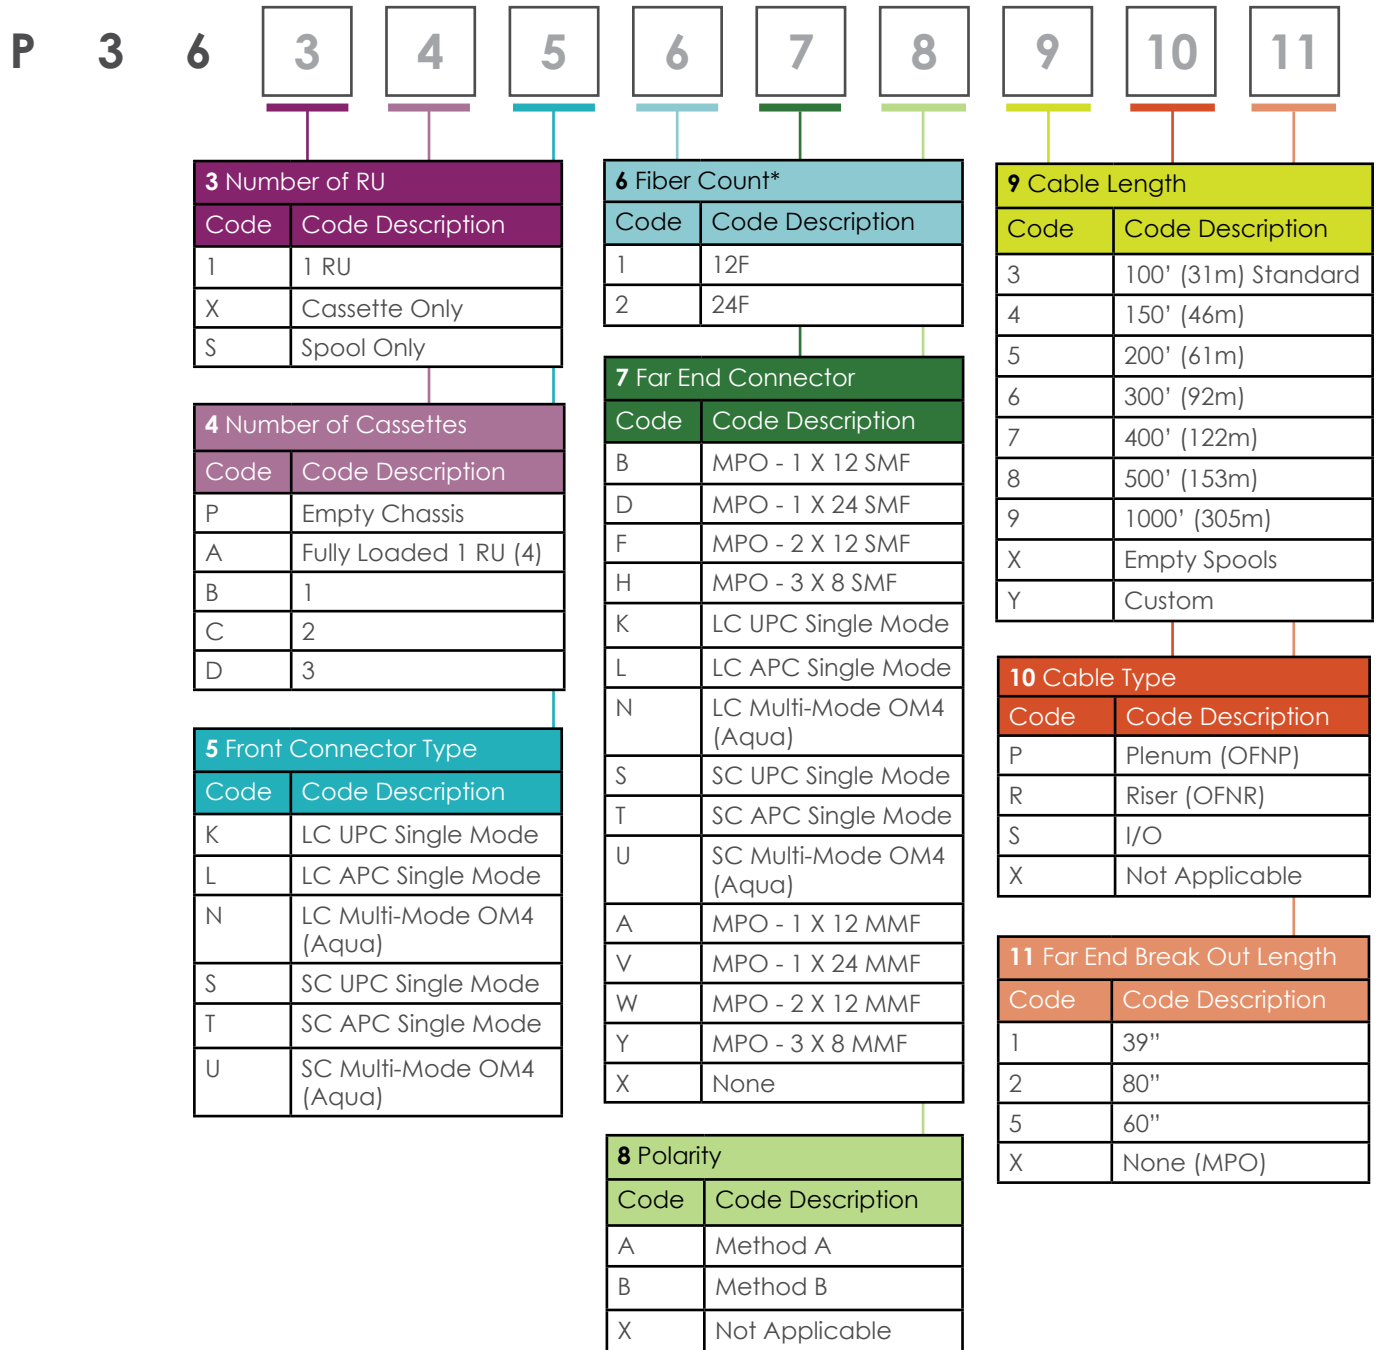 P 3 6 3 4 5 6 7 8 9 10 11
3 Number of RU
Code Code Description
1 1 RU
X Cassette Only
S Spool Only
4 Number of Cassettes
Code Code Description
P Empty Chassis
A Fully Loaded 1 RU (4)
B 1
C 2
D 3
5 Front Connector Type
Code Code Description
K LC UPC Single Mode
L LC APC Single Mode
N LC Multi-Mode OM4
(Aqua)
S SC UPC Single Mode
T SC APC Single Mode
U SC Multi-Mode OM4
(Aqua)
6 Fiber Count*
Code Code Description
1 12F
2 24F
7 Far End Connector
Code Code Description
B MPO - 1 X 12 SMF
D MPO - 1 X 24 SMF
F MPO - 2 X 12 SMF
H MPO - 3 X 8 SMF
K LC UPC Single Mode
L LC APC Single Mode
N LC Multi-Mode OM4
(Aqua)
S SC UPC Single Mode
T SC APC Single Mode
U SC Multi-Mode OM4
(Aqua)
A MPO - 1 X 12 MMF
V MPO - 1 X 24 MMF
W MPO - 2 X 12 MMF
Y MPO - 3 X 8 MMF
X None
8 Polarity
Code Code Description
A Method A
B Method B
X Not Applicable
9 Cable Length
Code Code Description
3 100’ (31m) Standard
4 150’ (46m)
5 200’ (61m)
6 300’ (92m)
7 400’ (122m)
8 500’ (153m)
9 1000’ (305m)
X Empty Spools
Y Custom
10 Cable Type
Code Code Description
P Plenum (OFNP)
R Riser (OFNR)
S I/O
X Not Applicable
11 Far End Break Out Length
Code Code Description
1 39”
2 80”
5 60”
X None (MPO)